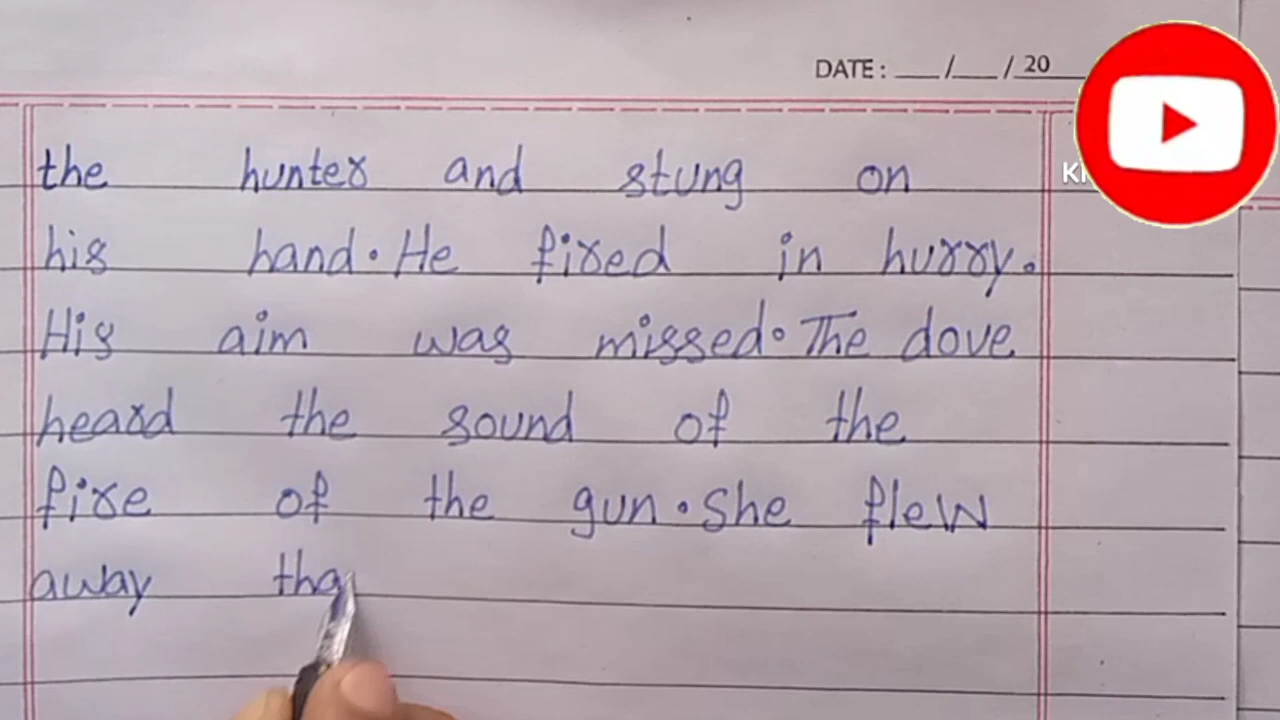 DATE : ___/___/ 20
the hunter and stung on
his hand. He fired in hurry.
His aim was missed. The dove
heard the sound of the
fire of the gun. She flew
away tha